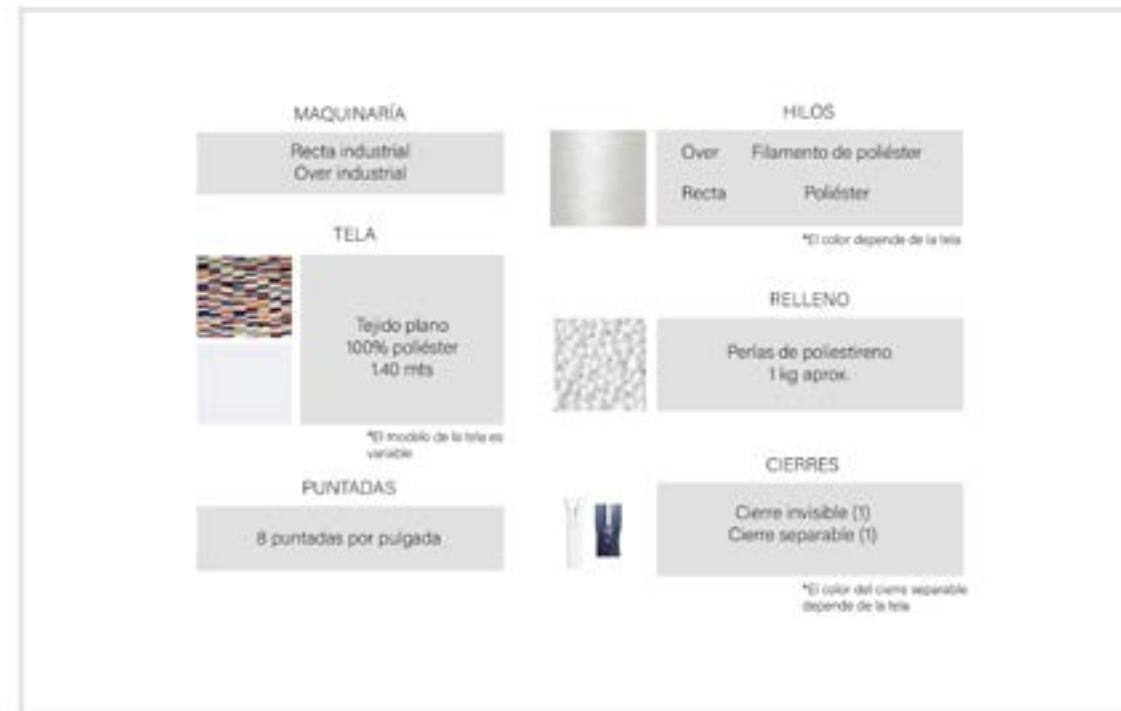 MAQUINARÍA
Recta industrial
Over industrial
TELA
Tejido plano
100% poliéster
1.40 mts
*El modelo de la tela es
variable
PUNTADAS
8 puntadas por pulgada
HILOS
Over Filamento de poliéster
Recta Poliéster
*El color depende de la tela
RELLENO
Perlas de poliestireno
1 kg aprox.
CIERRES
Cierre invisible (1)
Cierre separable (1)
*El color del cierre separable
depende de la tela